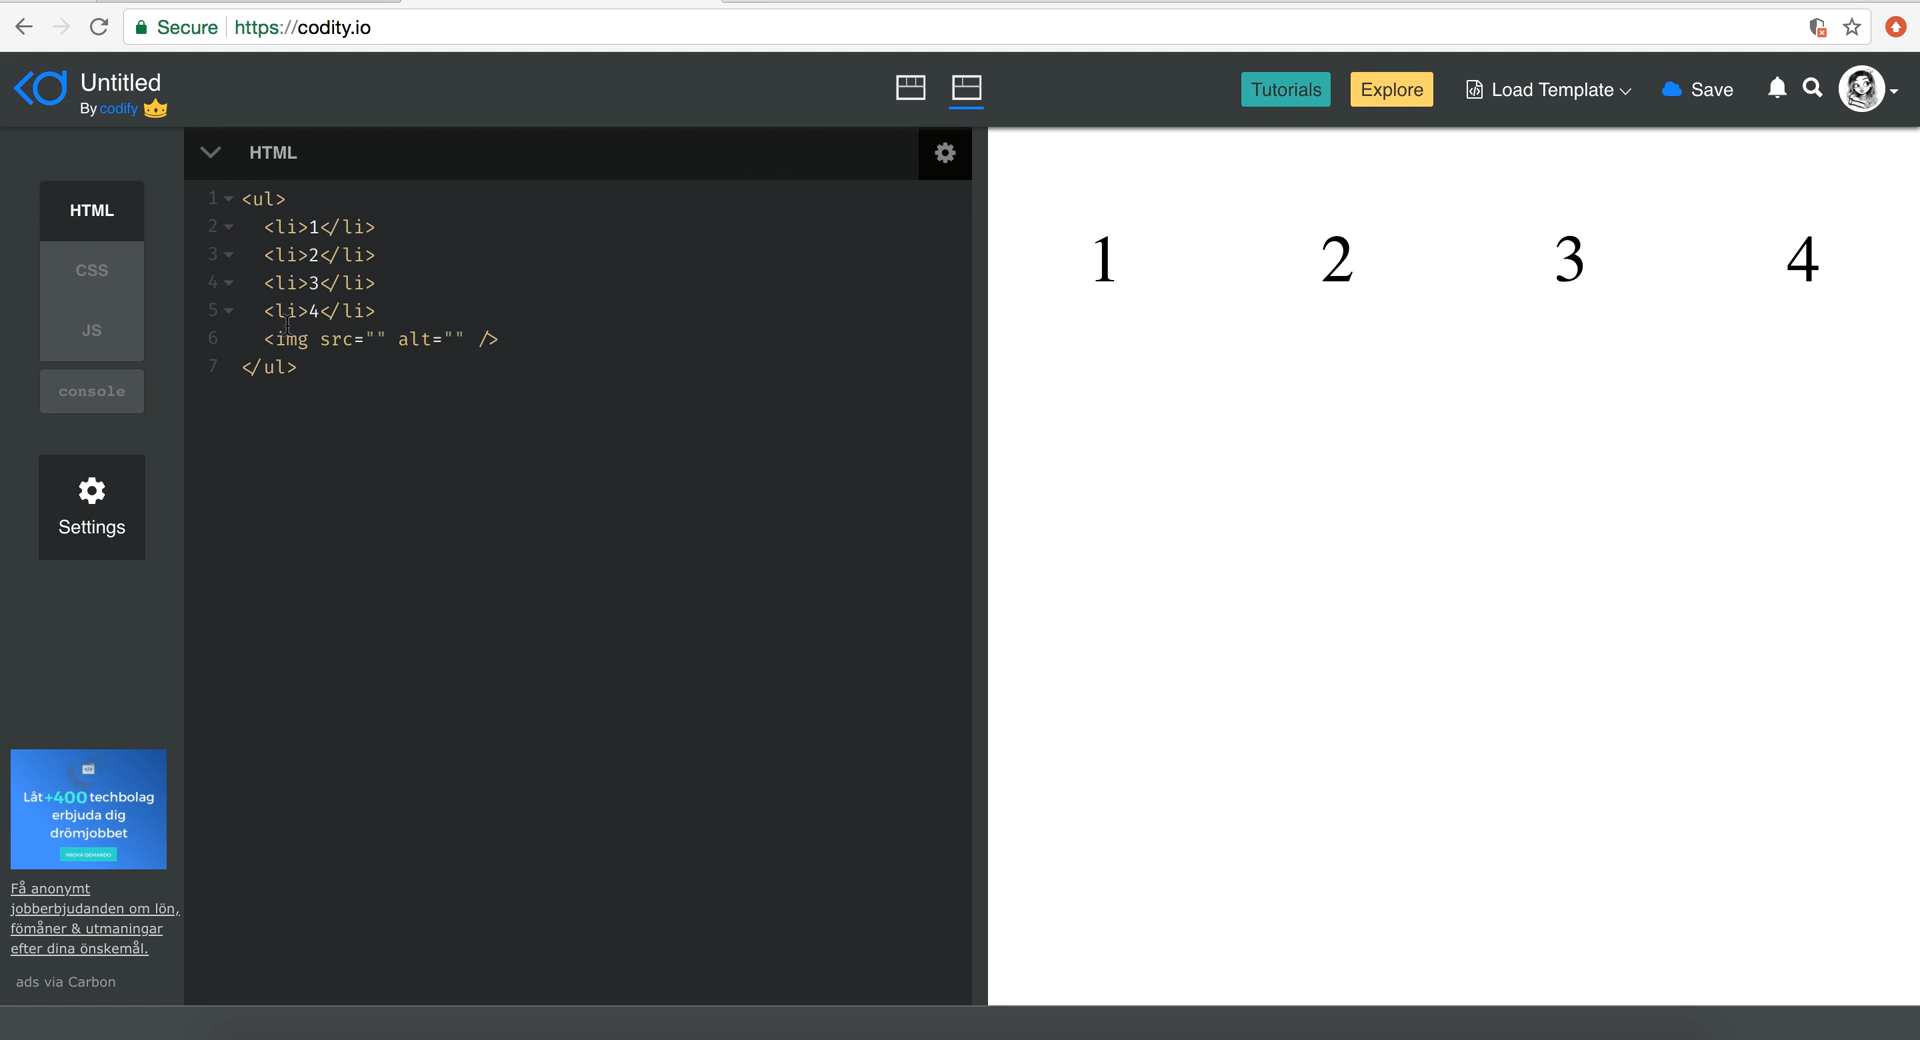 Secure https://codity.io
Untitled
By codify
Tutorials
Explore
Load Template
Save
HTML
CSS
JS
console
Settings
HTML
1 <ul>
2 <li>1</li>
3 <li>2</li>
4 <li>3</li>
5 <li>4</li>
6 <img src="" alt="" />
7 </ul>
1 2 3 4
Låt +400 techbolag
erbjuda dig
drömjobbet
PROVA DEMANDO
Få anonymt
jobberbjudanden om lön,
fömåner & utmaningar
efter dina önskemål.
ads via Carbon